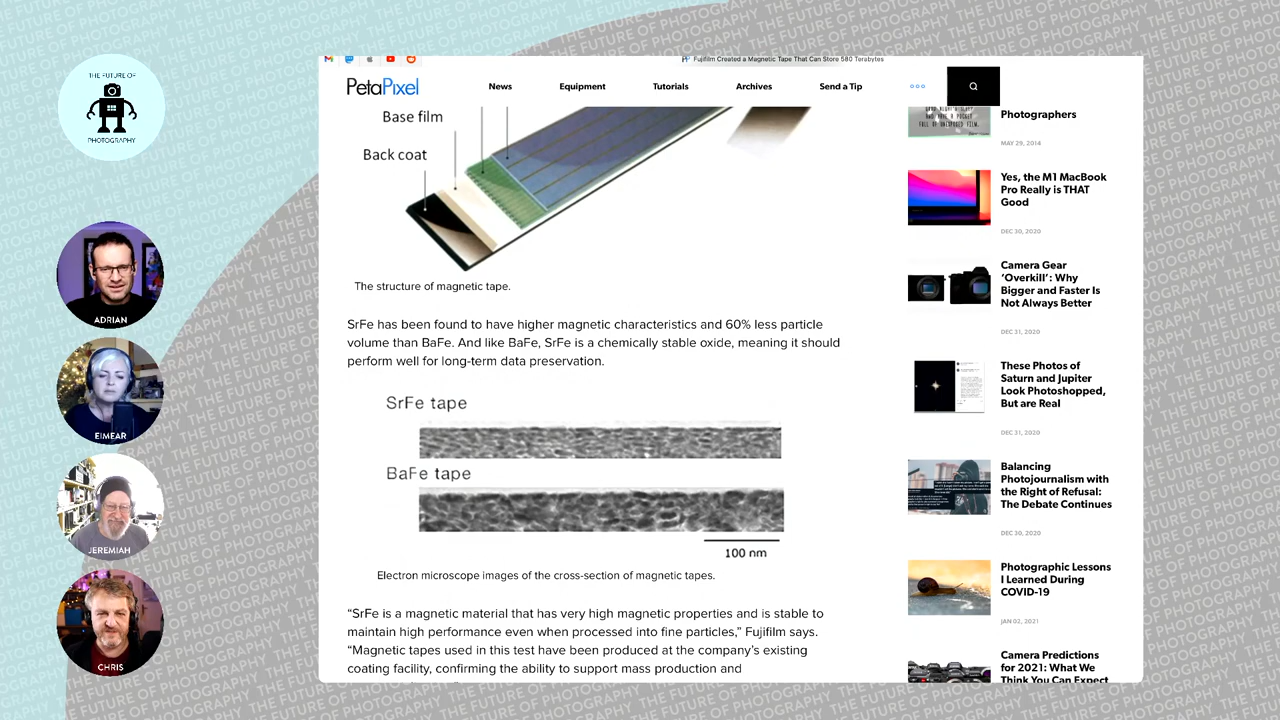 THE FUTURE OF PHOTOGRAPHY
THE FUTURE OF
PHOTOGRAPHY
ADRIAN
EIMEAR
JEREMIAH
CHRIS
Fujifilm Created a Magnetic Tape That Can Store 580 Terabytes
PetaPixel
News
Equipment
Tutorials
Archives
Send a Tip
Base film
Back coat
The structure of magnetic tape.
SrFe has been found to have higher magnetic characteristics and 60% less particle
volume than BaFe. And like BaFe, SrFe is a chemically stable oxide, meaning it should
perform well for long-term data preservation.
SrFe tape
BaFe tape
100 nm
Electron microscope images of the cross-section of magnetic tapes.
“SrFe is a magnetic material that has very high magnetic properties and is stable to
maintain high performance even when processed into fine particles,” Fujifilm says.
“Magnetic tapes used in this test have been produced at the company’s existing
coating facility, confirming the ability to support mass production and
Photographers
MAY 29, 2014
Yes, the M1 MacBook
Pro Really is THAT
Good
DEC 30, 2020
Camera Gear
‘Overkill’: Why
Bigger and Faster Is
Not Always Better
DEC 31, 2020
These Photos of
Saturn and Jupiter
Look Photoshopped,
But are Real
DEC 31, 2020
Balancing
Photojournalism with
the Right of Refusal:
The Debate Continues
DEC 30, 2020
Photographic Lessons
I Learned During
COVID-19
JAN 02, 2021
Camera Predictions
for 2021: What We
Think You Can Expect